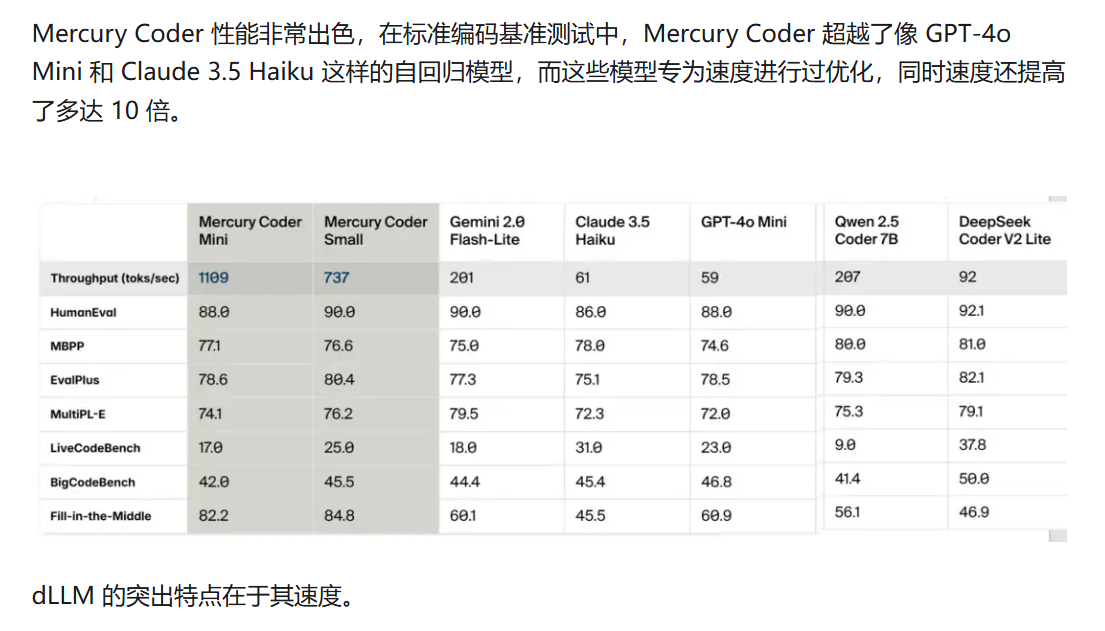 Mercury Coder 性能非常出色，在标准编码基准测试中，Mercury Coder 超越了像 GPT-4o
Mini 和 Claude 3.5 Haiku 这样的自回归模型，而这些模型专为速度进行过优化，同时速度还提高
了多达 10 倍。
Mercury Coder Mini Mercury Coder Small Gemini 2.0 Flash-Lite Claude 3.5 Haiku GPT-4o Mini Qwen 2.5 Coder 7B DeepSeek Coder V2 Lite
Throughput (toks/sec) 1109 737 201 61 59 207 92
HumanEval 88.0 90.0 90.0 86.0 88.0 90.0 92.1
MBPP 77.1 76.6 75.0 78.0 74.6 80.0 81.0
EvalPlus 78.6 80.4 77.3 75.1 78.5 79.3 82.1
MultiPL-E 74.1 76.2 79.5 72.3 72.0 75.3 79.1
LiveCodeBench 17.0 25.0 18.0 31.0 23.0 9.0 37.8
BigCodeBench 42.0 45.5 44.4 45.4 46.8 41.4 50.0
Fill-in-the-Middle 82.2 84.8 60.1 45.5 60.9 56.1 46.9
dLLM 的突出特点在于其速度。